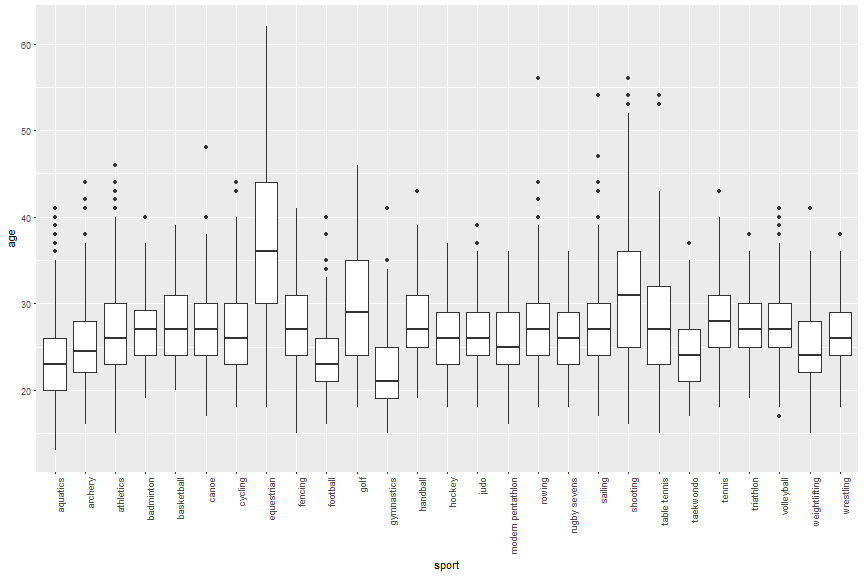 age
60
50
40
30
20
aquatics
archery
athletics
badminton
basketball
canoe
cycling
equestrian
fencing
football
golf
gymnastics
handball
hockey
judo
modern pentathlon
rowing
rugby sevens
sailing
shooting
table tennis
taekwondo
tennis
triathlon
volleyball
weightlifting
wrestling
sport